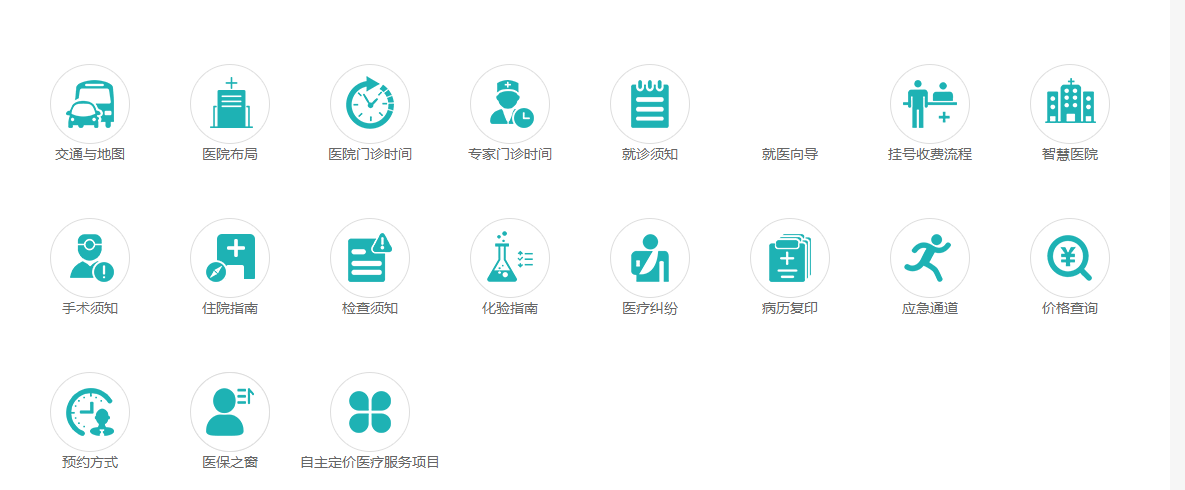 交通与地图
医院布局
医院门诊时间
专家门诊时间
就诊须知
就医向导
挂号收费流程
智慧医院
手术须知
住院指南
检查须知
化验指南
医疗纠纷
病历复印
应急通道
价格查询
预约方式
医保之窗
自主定价医疗服务项目